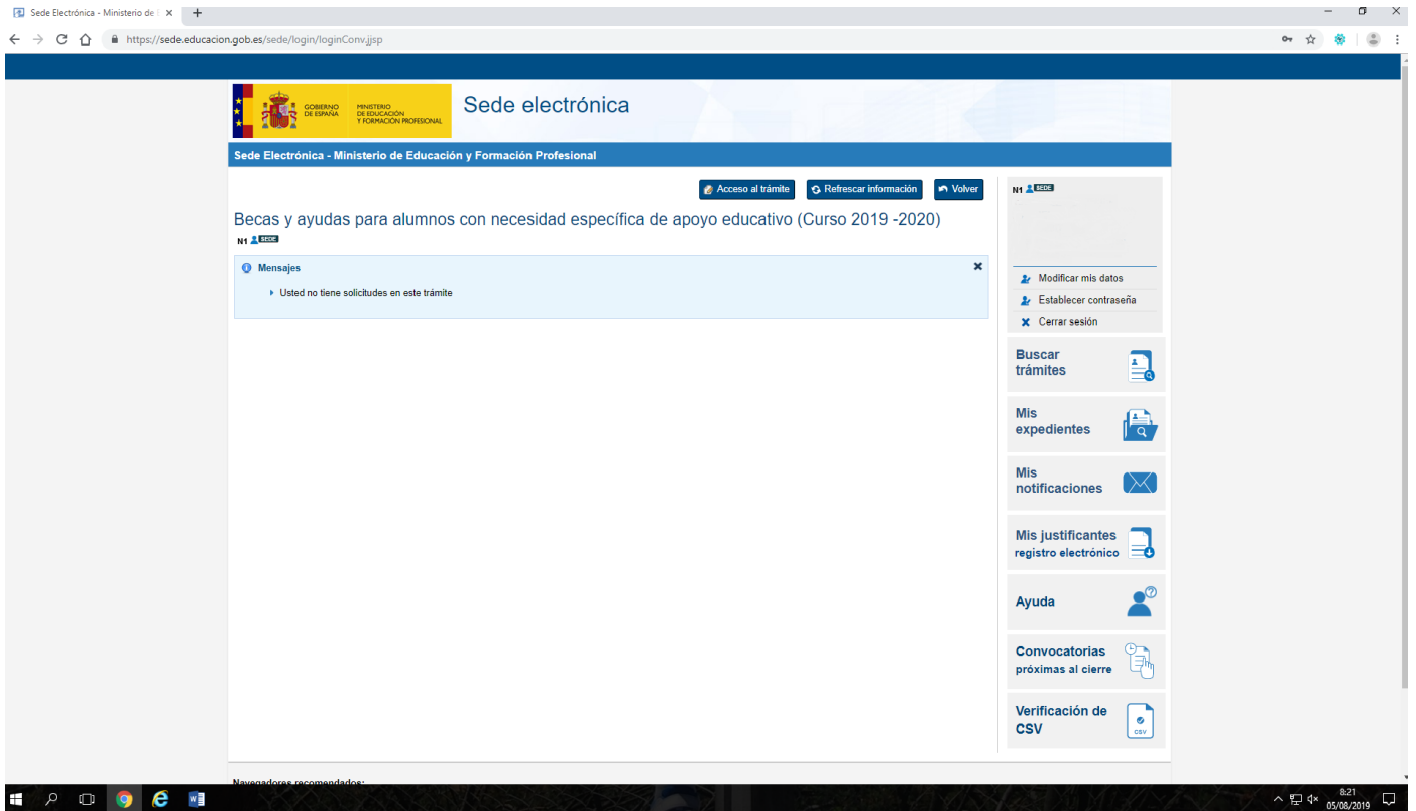 Sede Electrónica - Ministerio de E
https://sede.educacion.gob.es/sede/login/loginConv.jjsp
GOBIERNO
DE ESPAÑA
MINISTERIO
DE EDUCACIÓN
Y FORMACIÓN PROFESIONAL
Sede electrónica
Sede Electrónica - Ministerio de Educación y Formación Profesional
Acceso al trámite
Refrescar información
Volver
Becas y ayudas para alumnos con necesidad específica de apoyo educativo (Curso 2019 -2020)
N1 SEDE
Mensajes
Usted no tiene solicitudes en este trámite
N1 SEDE
Modificar mis datos
Establecer contraseña
Cerrar sesión
Buscar
trámites
Mis
expedientes
Mis
notificaciones
Mis justificantes
registro electrónico
Ayuda
Convocatorias
próximas al cierre
Verificación de
CSV
CSV
Navegadores recomendados:
8:21
05/08/2019